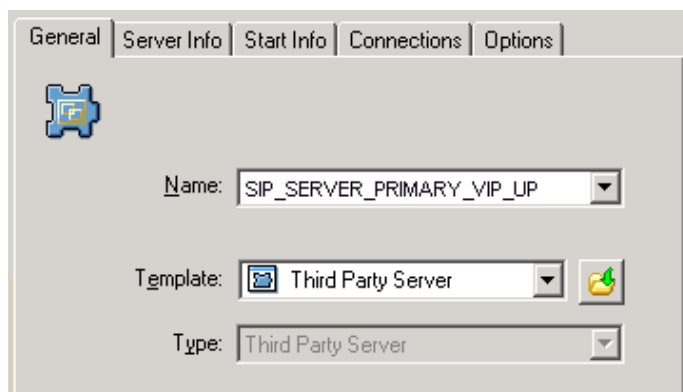 General Server Info Start Info Connections Options
Name: SIP_SERVER_PRIMARY_VIP_UP
Template: Third Party Server
Type: Third Party Server